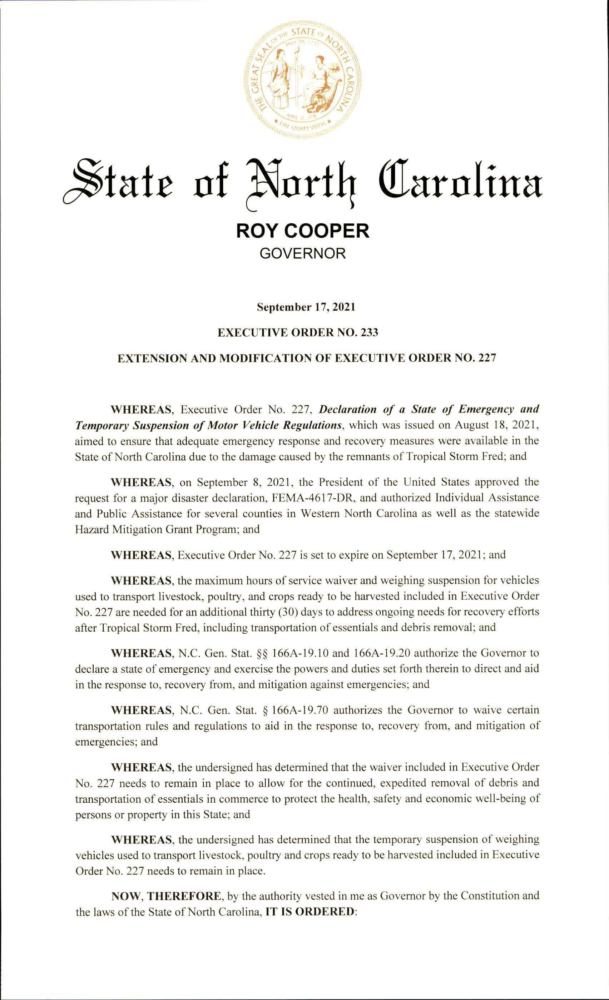 THE GREAT SEAL OF THE STATE OF NORTH CAROLINA
MAY 20, 1775
APRIL 12, 1776
★ ESSE QUAM VIDERI ★
State of North Carolina
ROY COOPER
GOVERNOR
September 17, 2021
EXECUTIVE ORDER NO. 233
EXTENSION AND MODIFICATION OF EXECUTIVE ORDER NO. 227
WHEREAS, Executive Order No. 227, Declaration of a State of Emergency and
Temporary Suspension of Motor Vehicle Regulations, which was issued on August 18, 2021,
aimed to ensure that adequate emergency response and recovery measures were available in the
State of North Carolina due to the damage caused by the remnants of Tropical Storm Fred; and
WHEREAS, on September 8, 2021, the President of the United States approved the
request for a major disaster declaration, FEMA-4617-DR, and authorized Individual Assistance
and Public Assistance for several counties in Western North Carolina as well as the statewide
Hazard Mitigation Grant Program; and
WHEREAS, Executive Order No. 227 is set to expire on September 17, 2021; and
WHEREAS, the maximum hours of service waiver and weighing suspension for vehicles
used to transport livestock, poultry, and crops ready to be harvested included in Executive Order
No. 227 are needed for an additional thirty (30) days to address ongoing needs for recovery efforts
after Tropical Storm Fred, including transportation of essentials and debris removal; and
WHEREAS, N.C. Gen. Stat. §§ 166A-19.10 and 166A-19.20 authorize the Governor to
declare a state of emergency and exercise the powers and duties set forth therein to direct and aid
in the response to, recovery from, and mitigation against emergencies; and
WHEREAS, N.C. Gen. Stat. § 166A-19.70 authorizes the Governor to waive certain
transportation rules and regulations to aid in the response to, recovery from, and mitigation of
emergencies; and
WHEREAS, the undersigned has determined that the waiver included in Executive Order
No. 227 needs to remain in place to allow for the continued, expedited removal of debris and
transportation of essentials in commerce to protect the health, safety and economic well-being of
persons or property in this State; and
WHEREAS, the undersigned has determined that the temporary suspension of weighing
vehicles used to transport livestock, poultry and crops ready to be harvested included in Executive
Order No. 227 needs to remain in place.
NOW, THEREFORE, by the authority vested in me as Governor by the Constitution and
the laws of the State of North Carolina, IT IS ORDERED: